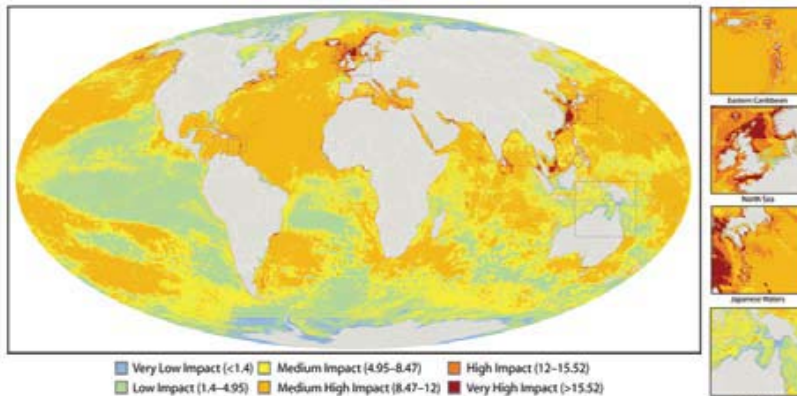 Eastern Caribbean
North Sea
Japanese Waters
Very Low Impact (<1.4)
Medium Impact (4.95–8.47)
High Impact (12–15.52)
Low Impact (1.4–4.95)
Medium High Impact (8.47–12)
Very High Impact (>15.52)